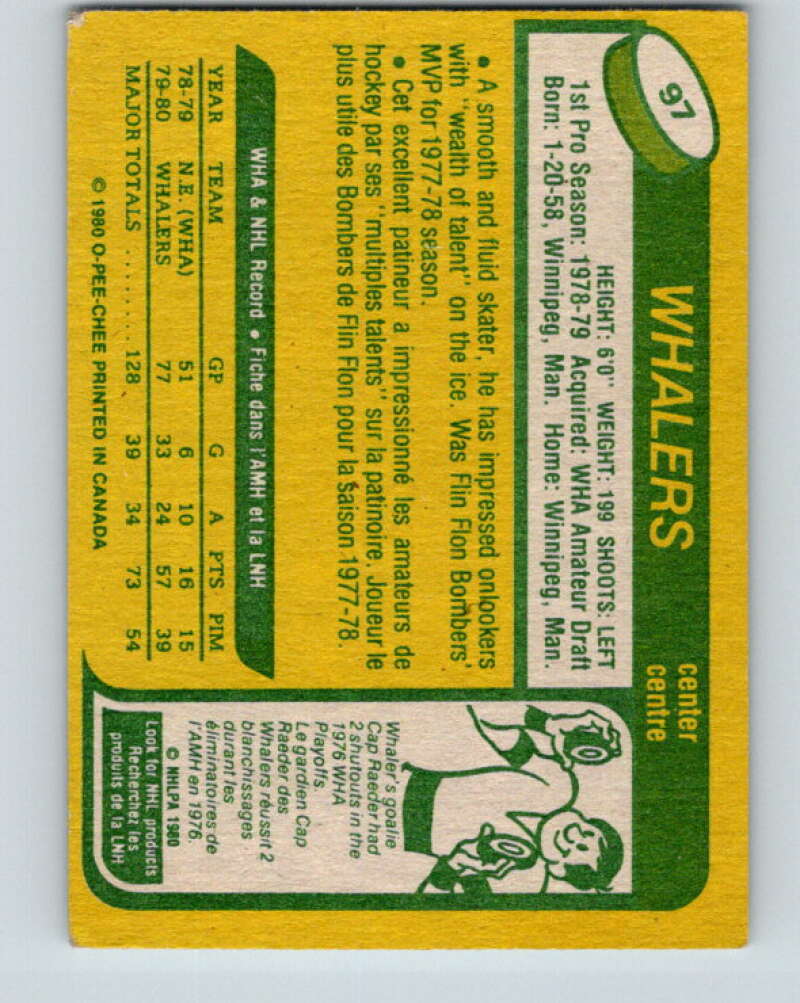 97
WHALERS
center
centre
HEIGHT: 6'0" WEIGHT: 199 SHOOTS: LEFT
1st Pro Season: 1978-79 Acquired: WHA Amateur Draft
Born: 1-20-58, Winnipeg, Man. Home: Winnipeg, Man.
• A smooth and fluid skater, he has impressed onlookers
with "wealth of talent" on the ice. Was Flin Flon Bombers'
MVP for 1977-78 season.
• Cet excellent patineur a impressionné les amateurs de
hockey par ses "multiples talents" sur la patinoire. Joueur le
plus utile des Bombers de Flin Flon pour la saison 1977-78.
WHA & NHL Record • Fiche dans l'AMH et la LNH
YEAR TEAM GP G A PTS PIM
78-79 N.E. (WHA) 51 6 10 16 15
79-80 WHALERS 77 33 24 57 39
MAJOR TOTALS .......... 128 39 34 73 54
© 1980 O-PEE-CHEE PRINTED IN CANADA
Whaler's goalie
Cap Raeder had
2 shutouts in the
1976 WHA
Playoffs.
Le gardien Cap
Raeder des
Whalers réussit 2
blanchissages
durant les
éliminatoires de
l'AMH en 1976.
© NHLPA 1980
Look for NHL products
Recherchez les
produits de la LNH